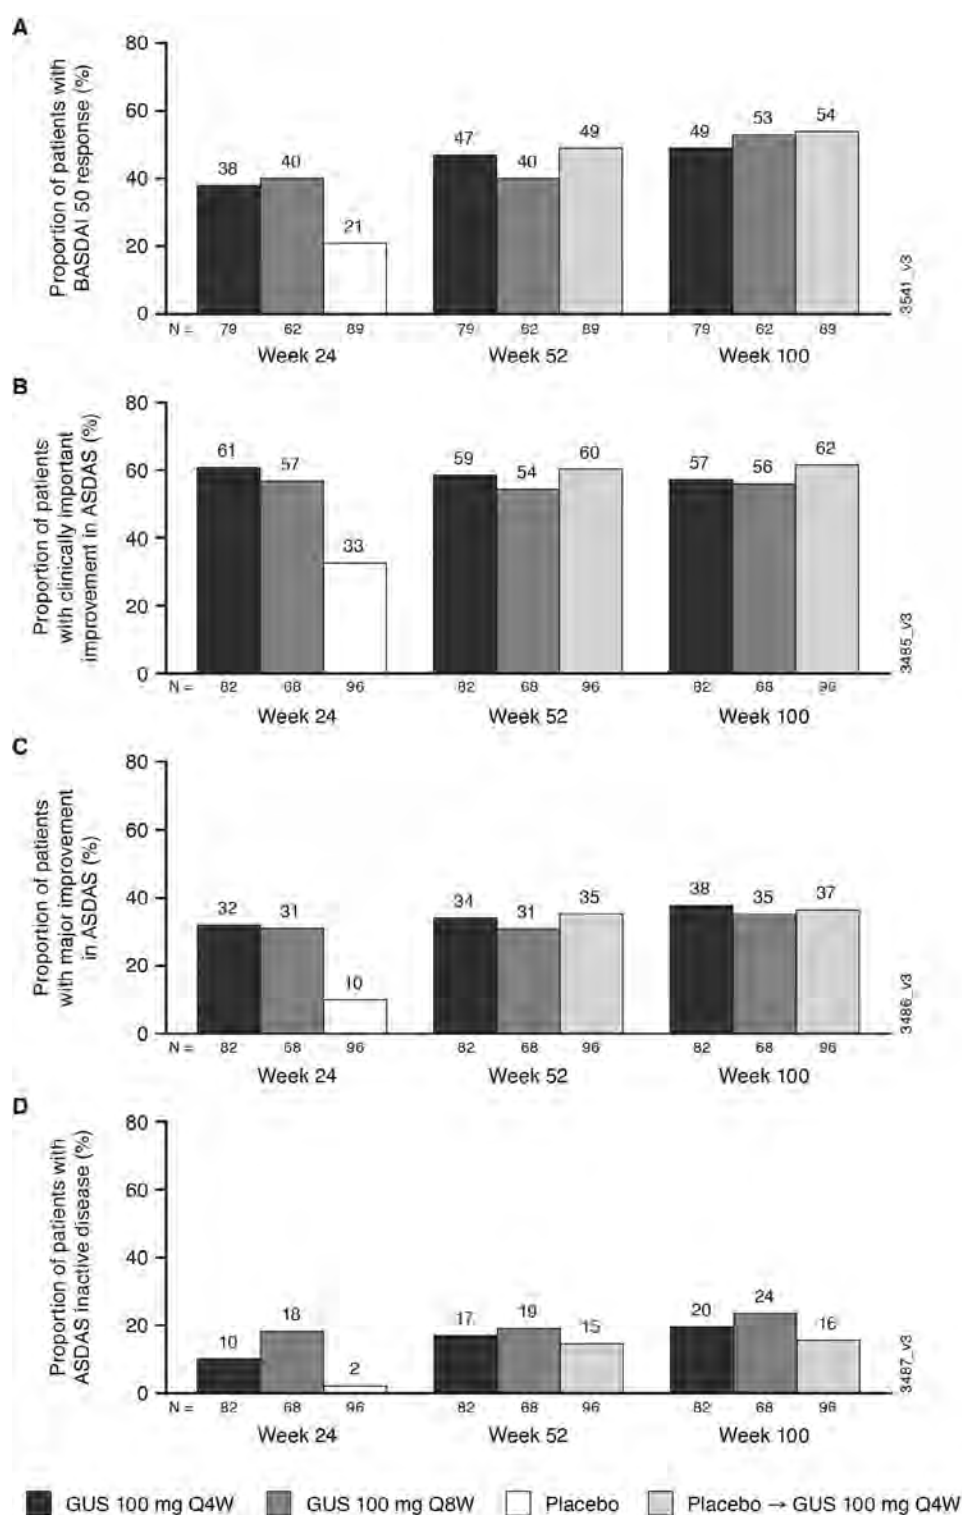 A
Proportion of patients with
BASDAI 50 response (%)
80
60
40
20
0
38
40
21
47
40
49
49
53
54
N =
79
62
89
79
62
89
79
62
89
Week 24
Week 52
Week 100
3541_v3
B
Proportion of patients
with clinically important
improvement in ASDAS (%)
80
60
40
20
0
61
57
33
59
54
60
57
56
62
N =
82
68
96
82
68
96
82
68
96
Week 24
Week 52
Week 100
3485_v3
C
Proportion of patients
with major improvement
in ASDAS (%)
80
60
40
20
0
32
31
10
34
31
35
38
35
37
N =
82
68
96
82
68
96
82
68
96
Week 24
Week 52
Week 100
3486_v3
D
Proportion of patients with
ASDAS inactive disease (%)
80
60
40
20
0
10
18
2
17
19
15
20
24
16
N =
82
68
96
82
68
96
82
68
96
Week 24
Week 52
Week 100
3487_v3
GUS 100 mg Q4W
GUS 100 mg Q8W
Placebo
Placebo → GUS 100 mg Q4W